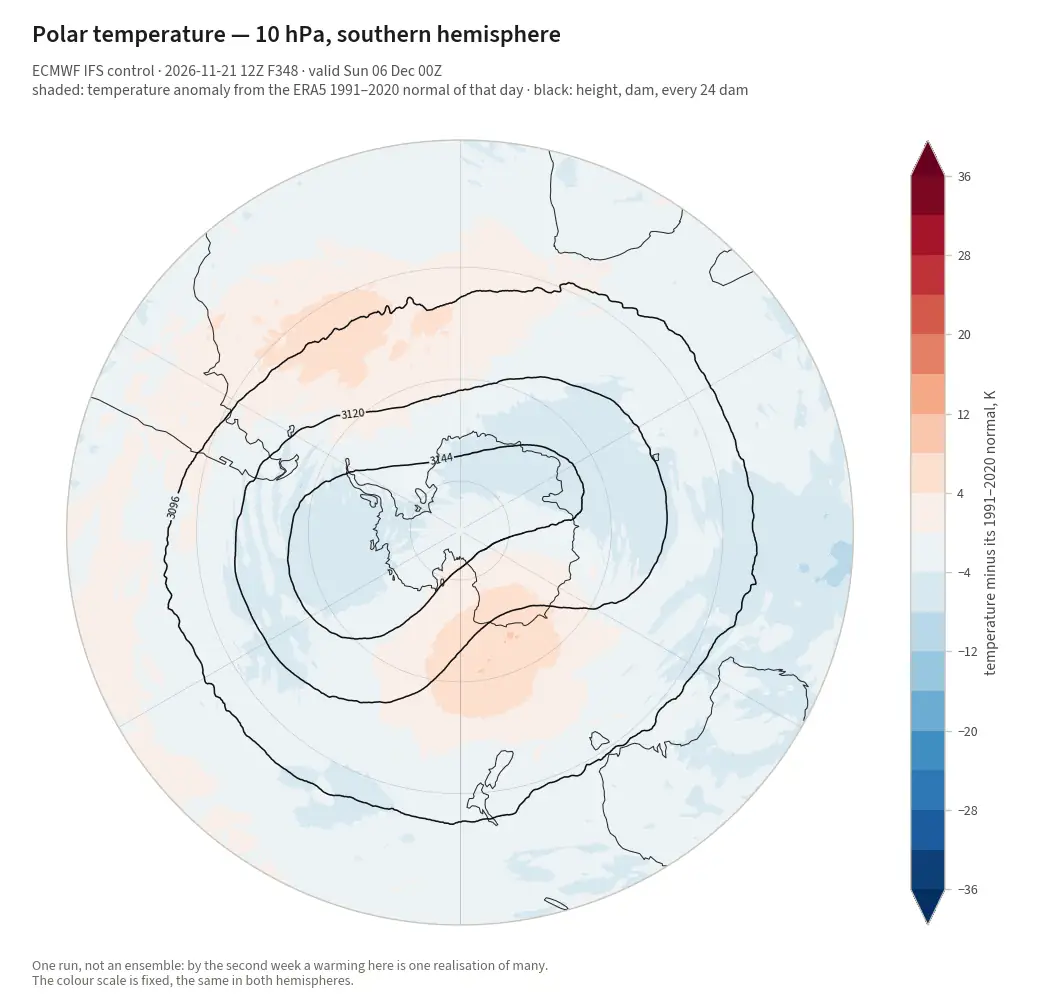 Polar temperature — 10 hPa, southern hemisphere
ECMWF IFS control · 2026-11-21 12Z F348 · valid Sun 06 Dec 00Z
shaded: temperature anomaly from the ERA5 1991–2020 normal of that day · black: height, dam, every 24 dam
36
28
20
12
4
−4
−12
−20
−28
−36
temperature minus its 1991–2020 normal, K
3120
3144
3096
One run, not an ensemble: by the second week a warming here is one realisation of many.
The colour scale is fixed, the same in both hemispheres.